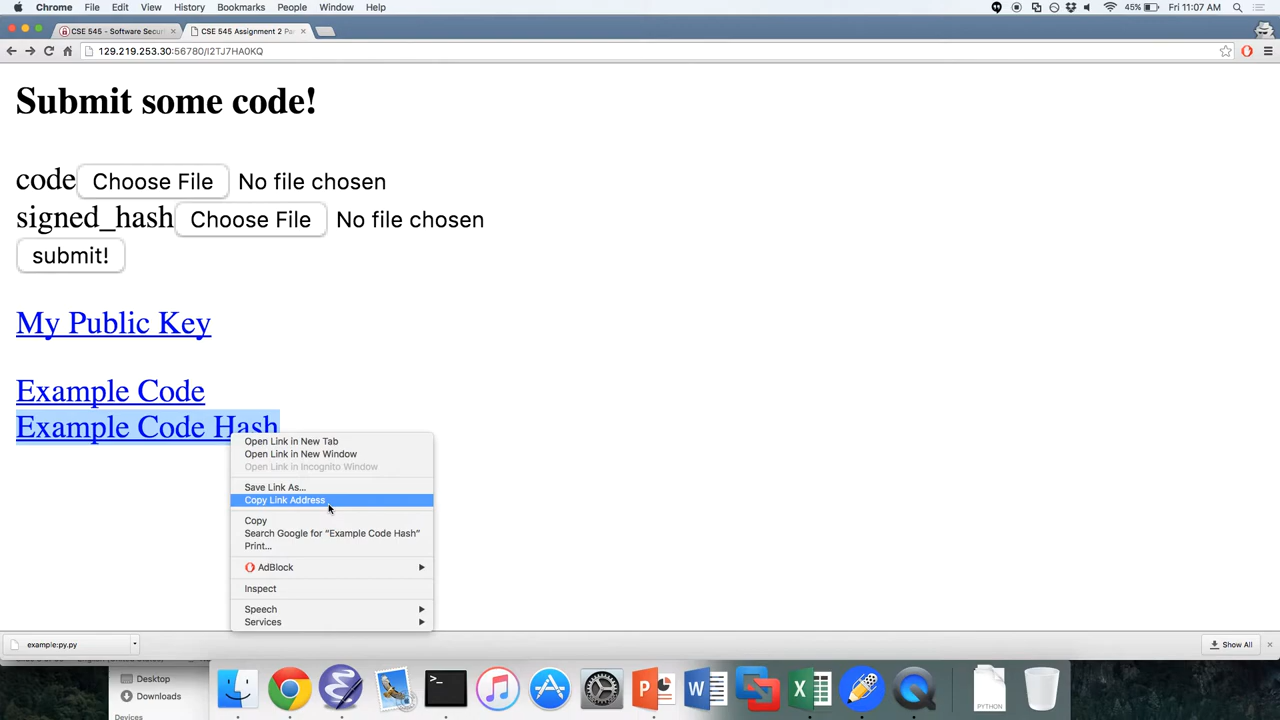 Chrome File Edit View History Bookmarks People Window Help 45% Fri 11:07 AM
CSE 545 - Software Secur CSE 545 Assignment 2 Pa
129.219.253.30:56780/I2TJ7HA0KQ
Submit some code!
code Choose File No file chosen
signed_hash Choose File No file chosen
submit!
My Public Key
Example Code
Example Code Hash
Open Link in New Tab
Open Link in New Window
Open Link in Incognito Window
Save Link As...
Copy Link Address
Copy
Search Google for “Example Code Hash”
Print...
AdBlock
Inspect
Speech
Services
example:py.py Show All
Desktop
Downloads
Devices
PYTHON